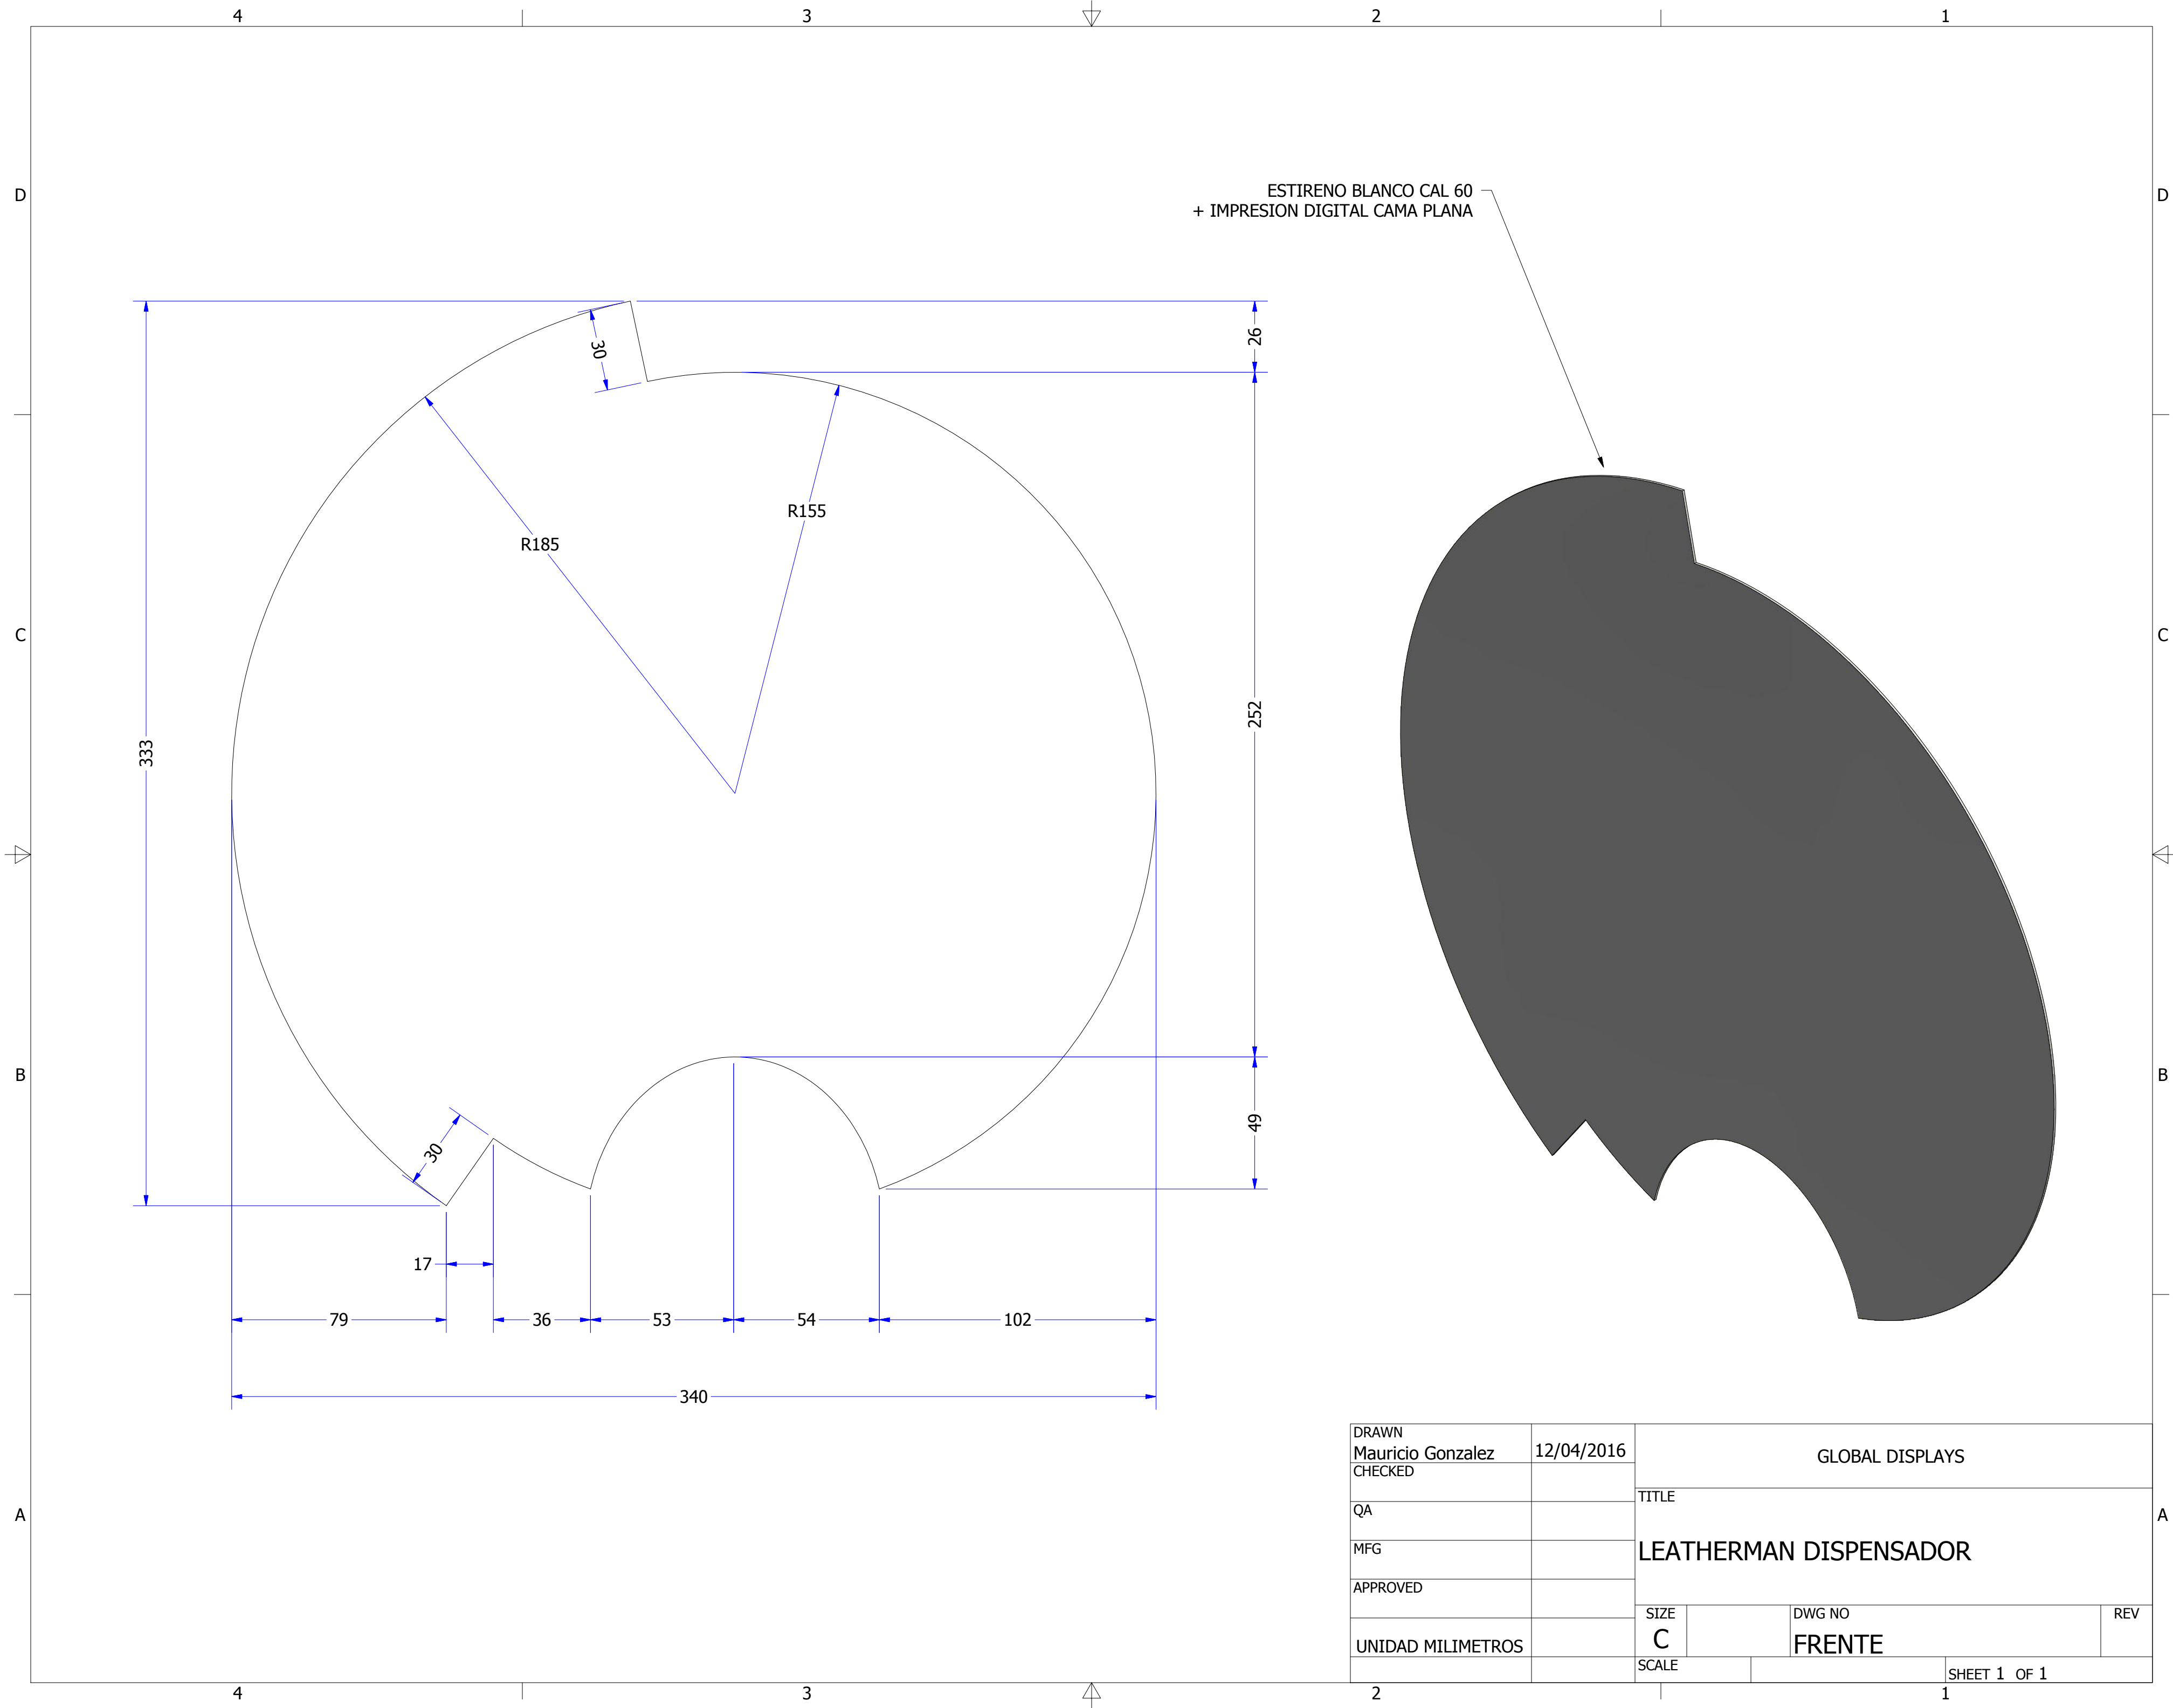 4 3 2 1
D D
ESTIRENO BLANCO CAL 60
+ IMPRESION DIGITAL CAMA PLANA
30
26
R155
R185
C C
333
252
B B
30
49
17
79 36 53 54 102
340
A A
DRAWN
Mauricio Gonzalez 12/04/2016
GLOBAL DISPLAYS
CHECKED
TITLE
QA
MFG
LEATHERMAN DISPENSADOR
APPROVED
SIZE DWG NO REV
C FRENTE
UNIDAD MILIMETROS
SCALE
SHEET 1 OF 1
4 3 2 1